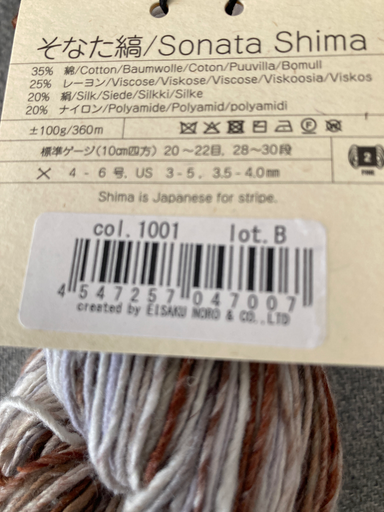 そなた縞/Sonata Shima
35% 綿/Cotton/Baumwolle/Coton/Puuvilla/Bomull
25% レーヨン/Viscose/Viskose/Viscose/Viskoosia/Viskos
20% 絹/Silk/Siede/Silkki/Silke
20% ナイロン/Polyamide/Polyamid/polyamidi
±100g/360m
標準ゲージ(10cm四方) 20～22目, 28～30段
2
FINE
4 - 6 号, US 3 - 5, 3.5 - 4.0mm
Shima is Japanese for stripe.
col.1001 lot.B
4 547257 047007
created by EISAKU NORO & CO.,LTD